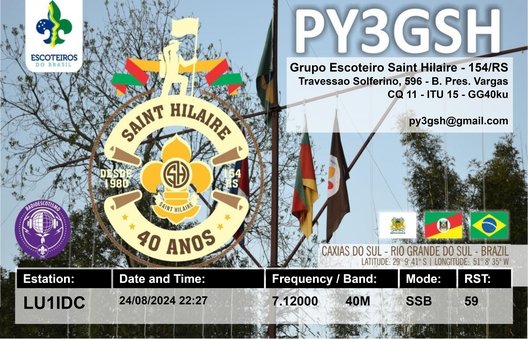 ESCOTEIROS
DO BRASIL
PY3GSH
Grupo Escoteiro Saint Hilaire - 154/RS
Travessao Solferino, 596 - B. Pres. Vargas
CQ 11 - ITU 15 - GG40ku
py3gsh@gmail.com
SAINT HILAIRE
DESDE
1980
154
RS
SH
SAINT HILAIRE
40 ANOS
RADIOESCOTISMO
CAXIAS DO SUL - RIO GRANDE DO SUL - BRAZIL
LATITUDE: 29° 9' 41" S | LONGITUDE: 51° 8' 35" W
Station: Date and Time: Frequency / Band: Mode: RST:
LU1IDC 24/08/2024 22:27 7.12000 40M SSB 59